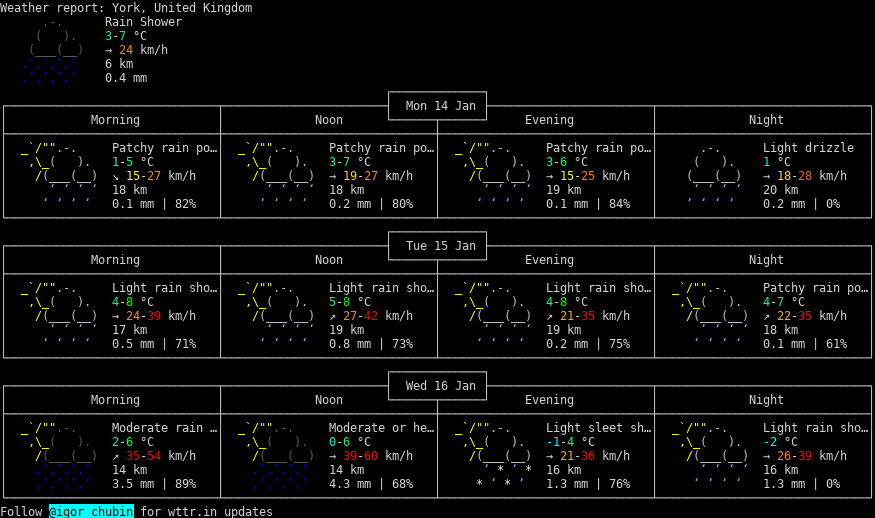 Weather report: York, United Kingdom
Rain Shower
3-7 °C
→ 24 km/h
6 km
0.4 mm
Mon 14 Jan
Morning Noon Evening Night
Patchy rain po… Patchy rain po… Patchy rain po… Light drizzle
1-5 °C 3-7 °C 3-6 °C 1 °C
↘ 15-27 km/h → 19-27 km/h → 15-25 km/h → 18-28 km/h
18 km 18 km 19 km 20 km
0.1 mm | 82% 0.2 mm | 80% 0.1 mm | 84% 0.2 mm | 0%
Tue 15 Jan
Morning Noon Evening Night
Light rain sho… Light rain sho… Light rain sho… Patchy rain po…
4-8 °C 5-8 °C 4-8 °C 4-7 °C
→ 24-39 km/h ↗ 27-42 km/h ↗ 21-35 km/h ↗ 22-35 km/h
17 km 19 km 19 km 18 km
0.5 mm | 71% 0.8 mm | 73% 0.2 mm | 75% 0.1 mm | 61%
Wed 16 Jan
Morning Noon Evening Night
Moderate rain … Moderate or he… Light sleet sh… Light rain sho…
2-6 °C 0-6 °C -1-4 °C -2 °C
↗ 35-54 km/h → 39-60 km/h → 21-36 km/h → 26-39 km/h
14 km 14 km 16 km 16 km
3.5 mm | 89% 4.3 mm | 68% 1.3 mm | 76% 1.3 mm | 0%
Follow @igor_chubin for wttr.in updates